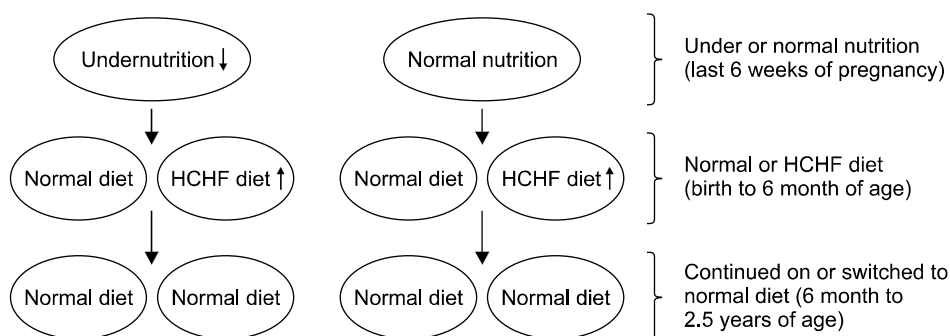 Undernutrition↓
Normal nutrition
Under or normal nutrition
(last 6 weeks of pregnancy)
Normal diet
HCHF diet↑
Normal diet
HCHF diet↑
Normal or HCHF diet
(birth to 6 month of age)
Normal diet
Normal diet
Normal diet
Normal diet
Continued on or switched to
normal diet (6 month to
2.5 years of age)